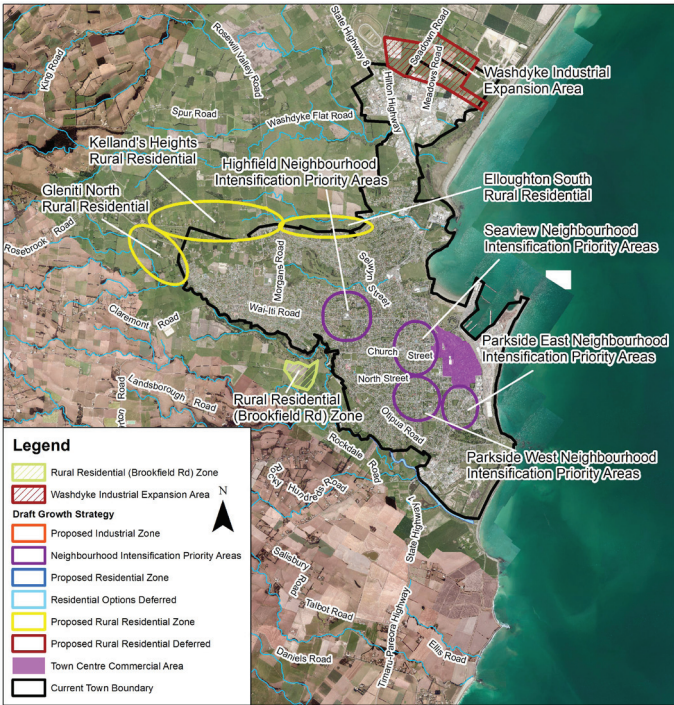 King Road
Rosewill Valley Road
State Highway 8
Seadown Road
Meadows Road
Hilton Highway
Washdyke Industrial
Expansion Area
Spur Road
Washdyke Flat Road
Kelland's Heights
Rural Residential
Highfield Neighbourhood
Intensification Priority Areas
Elloughton South
Rural Residential
Gleniti North
Rural Residential
Seaview Neighbourhood
Intensification Priority Areas
Rosebrook Road
Morgans Road
Selwyn Street
Claremont Road
Wai-Iti Road
Church Street
Parkside East Neighbourhood
Intensification Priority Areas
North Street
Landsborough Road
Rural Residential
(Brookfield Rd) Zone
Otipua Road
Parkside West Neighbourhood
Intensification Priority Areas
Rockdale Road
State Highway 1
Salisbury Road
Talbot Road
Timaru-Pareora Highway
Daniels Road
Ellis Road
N
Legend
Rural Residential (Brookfield Rd) Zone
Washdyke Industrial Expansion Area
Draft Growth Strategy
Proposed Industrial Zone
Neighbourhood Intensification Priority Areas
Proposed Residential Zone
Residential Options Deferred
Proposed Rural Residential Zone
Proposed Rural Residential Deferred
Town Centre Commercial Area
Current Town Boundary